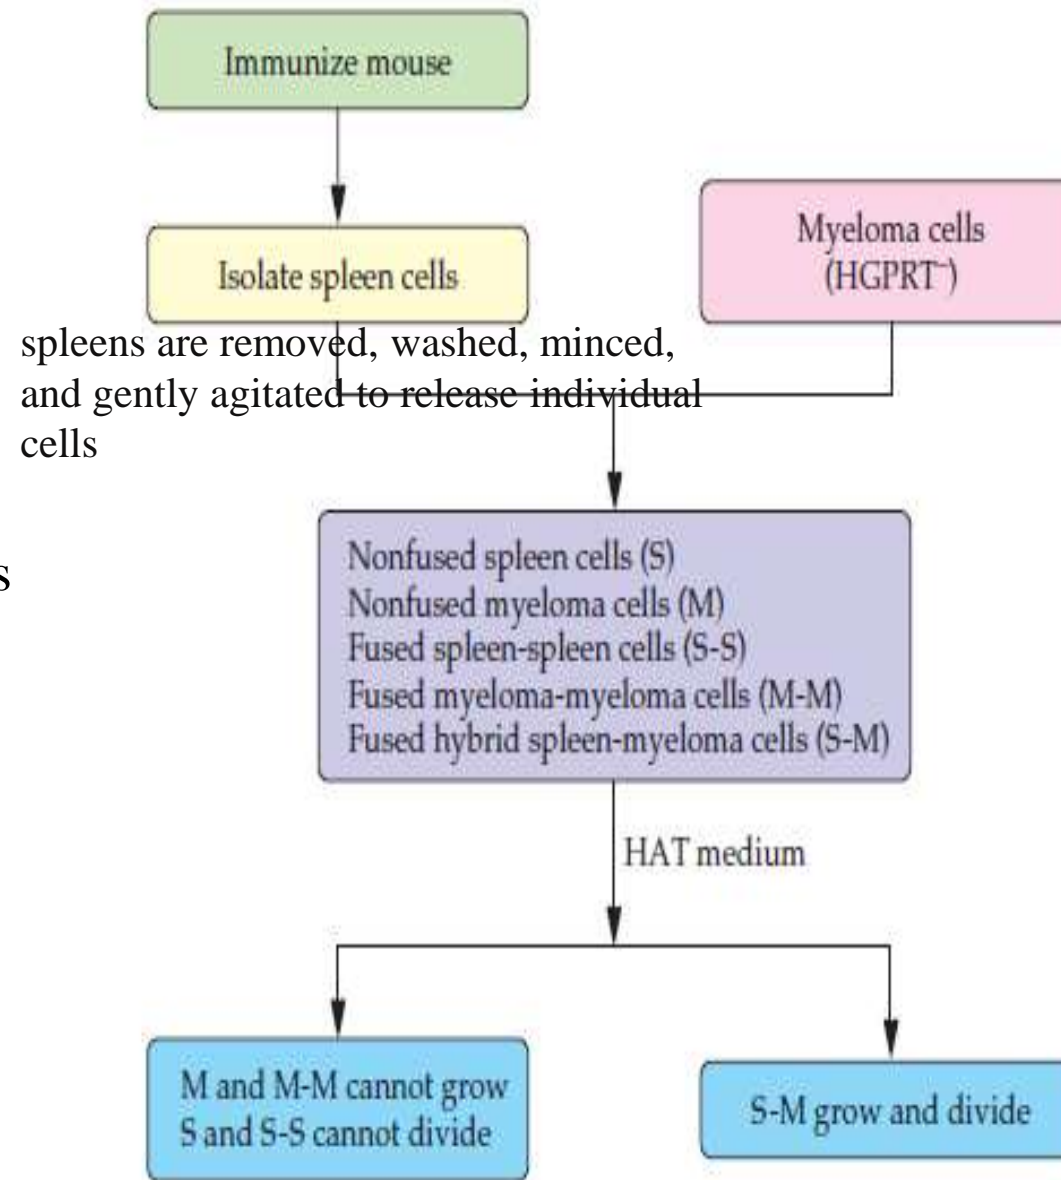 Immunize mouse
Isolate spleen cells
Myeloma cells
(HGPRT⁻)
spleens are removed, washed, minced,
and gently agitated to release individual
cells
s
Nonfused spleen cells (S)
Nonfused myeloma cells (M)
Fused spleen-spleen cells (S-S)
Fused myeloma-myeloma cells (M-M)
Fused hybrid spleen-myeloma cells (S-M)
HAT medium
M and M-M cannot grow
S and S-S cannot divide
S-M grow and divide